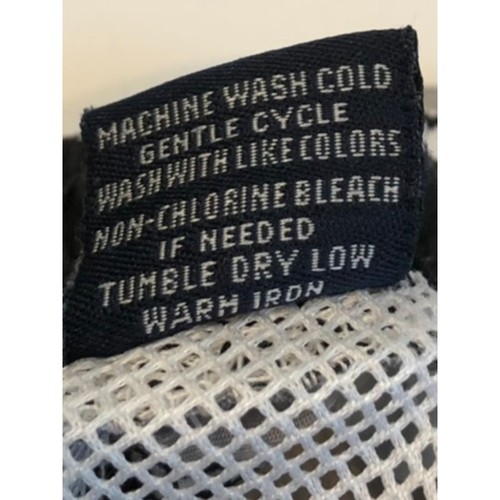 MACHINE WASH COLD
GENTLE CYCLE
WASH WITH LIKE COLORS
NON-CHLORINE BLEACH
IF NEEDED
TUMBLE DRY LOW
WARM IRON